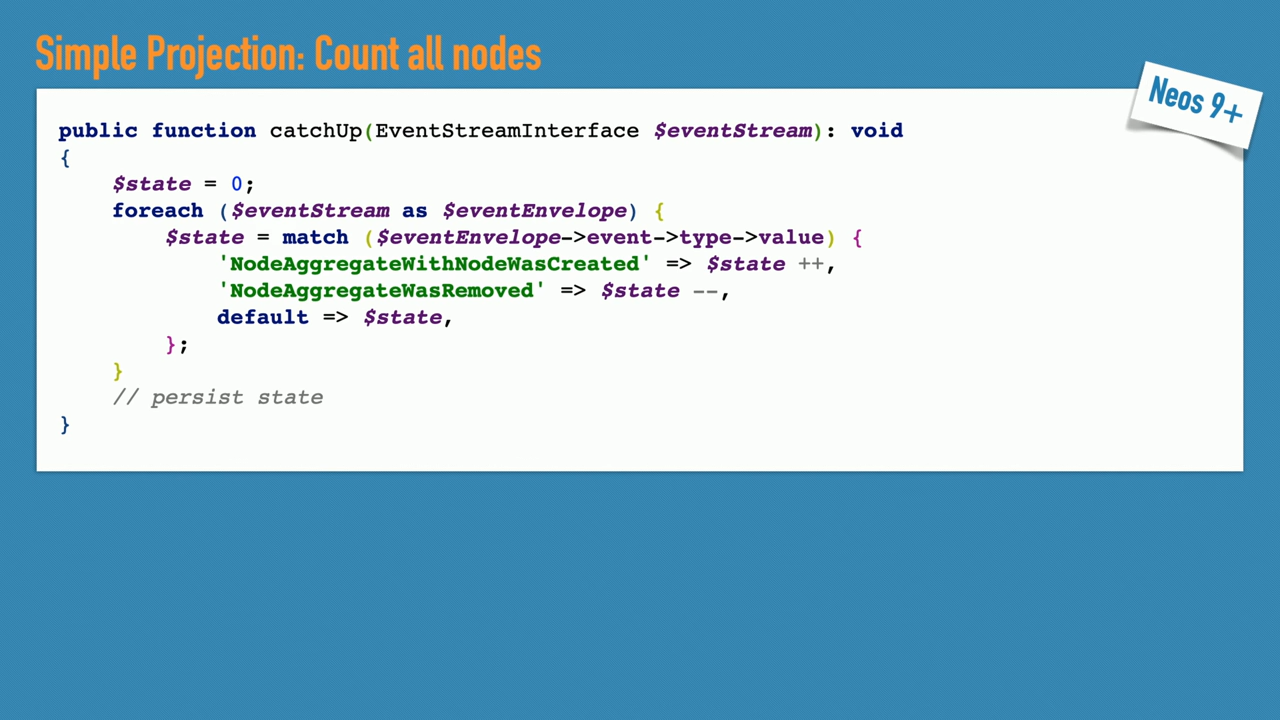 Simple Projection: Count all nodes
Neos 9+
public function catchUp(EventStreamInterface $eventStream): void
{
    $state = 0;
    foreach ($eventStream as $eventEnvelope) {
        $state = match ($eventEnvelope->event->type->value) {
            'NodeAggregateWithNodeWasCreated' => $state ++,
            'NodeAggregateWasRemoved' => $state --,
            default => $state,
        };
    }
    // persist state
}